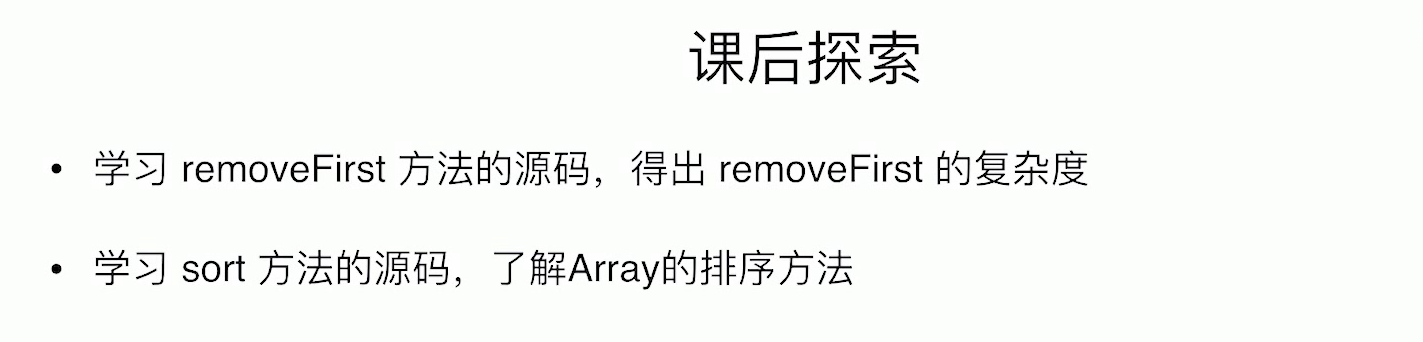 课后探索
• 学习 removeFirst 方法的源码，得出 removeFirst 的复杂度
• 学习 sort 方法的源码，了解Array的排序方法